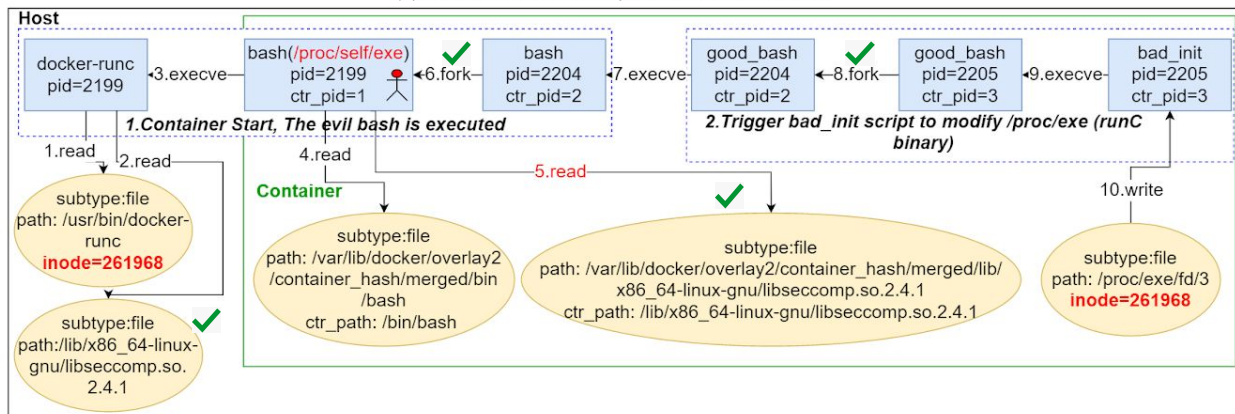 Host
docker-runc
pid=2199
3.execve
bash(/proc/self/exe)
pid=2199
ctr_pid=1
6.fork
bash
pid=2204
ctr_pid=2
7.execve
good_bash
pid=2204
ctr_pid=2
8.fork
good_bash
pid=2205
ctr_pid=3
9.execve
bad_init
pid=2205
ctr_pid=3
1.Container Start, The evil bash is executed
2.Trigger bad_init script to modify /proc/exe (runC
binary)
1.read
2.read
4.read
5.read
10.write
Container
subtype:file
path: /usr/bin/docker-
runc
inode=261968
subtype:file
path:/lib/x86_64-linux-
gnu/libseccomp.so.
2.4.1
subtype:file
path: /var/lib/docker/overlay2
/container_hash/merged/bin
/bash
ctr_path: /bin/bash
subtype:file
path: /var/lib/docker/overlay2/container_hash/merged/lib/
x86_64-linux-gnu/libseccomp.so.2.4.1
ctr_path: /lib/x86_64-linux-gnu/libseccomp.so.2.4.1
subtype:file
path: /proc/exe/fd/3
inode=261968